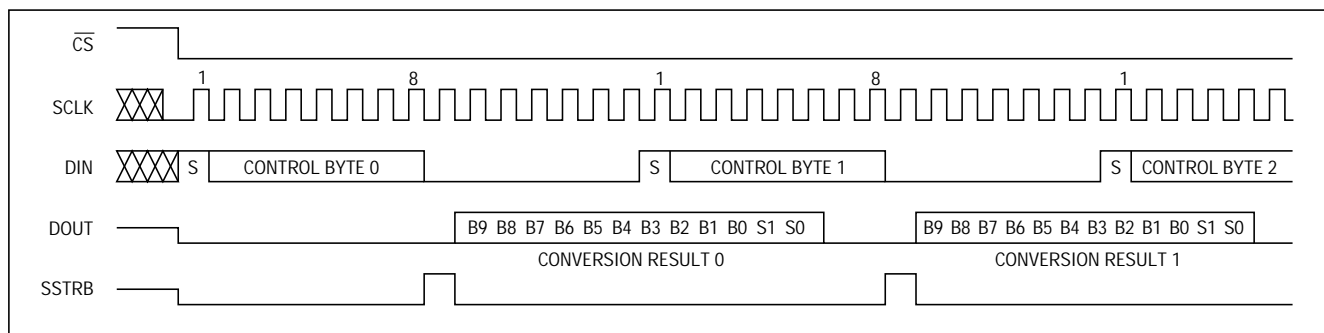 CS
1 8 1 8 1
SCLK
DIN S CONTROL BYTE 0 S CONTROL BYTE 1 S CONTROL BYTE 2
DOUT B9 B8 B7 B6 B5 B4 B3 B2 B1 B0 S1 S0 B9 B8 B7 B6 B5 B4 B3 B2 B1 B0 S1 S0
CONVERSION RESULT 0 CONVERSION RESULT 1
SSTRB